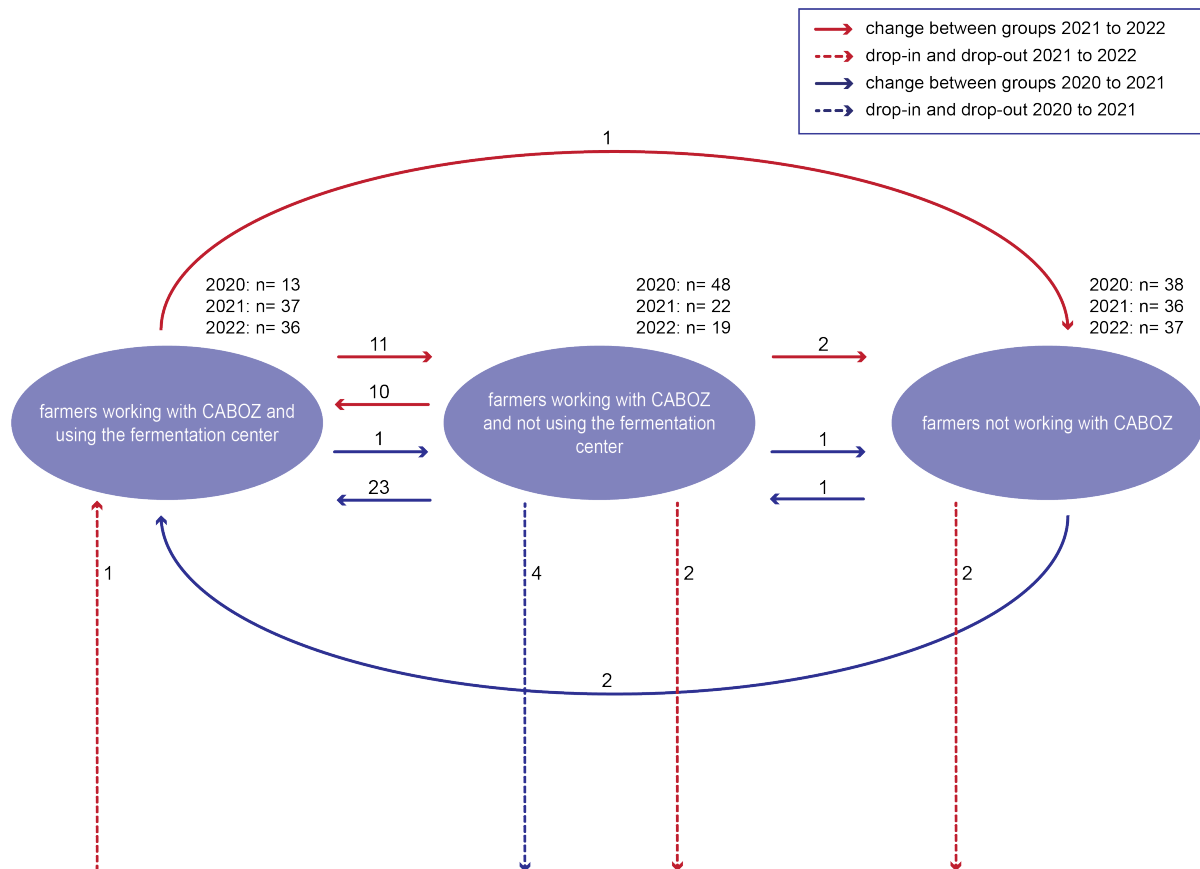 change between groups 2021 to 2022
drop-in and drop-out 2021 to 2022
change between groups 2020 to 2021
drop-in and drop-out 2020 to 2021
1
2020: n= 13
2021: n= 37
2022: n= 36
2020: n= 48
2021: n= 22
2022: n= 19
2020: n= 38
2021: n= 36
2022: n= 37
11
2
10
farmers working with CABOZ and
using the fermentation center
farmers working with CABOZ
and not using the fermentation
center
farmers not working with CABOZ
1
1
23
1
1
4
2
2
2